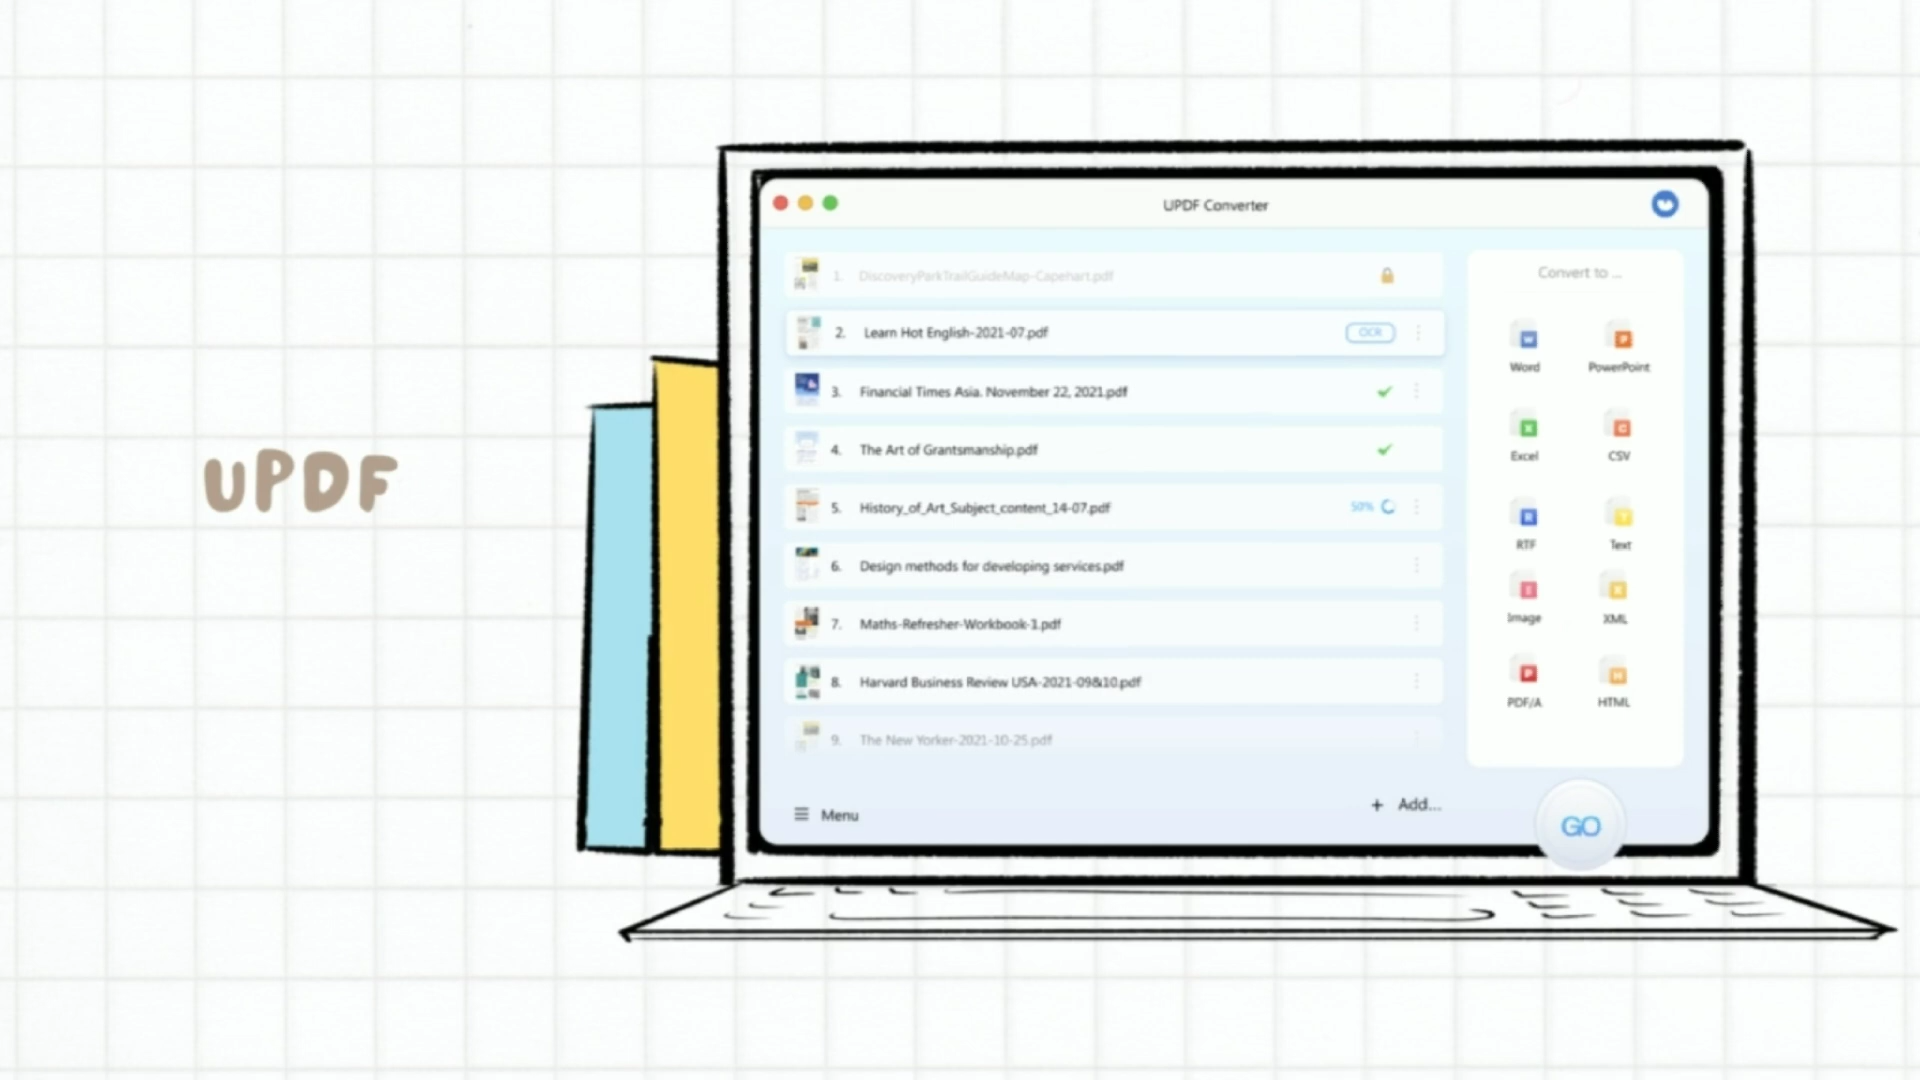 UPDF
UPDF Converter
1. DiscoveryParkTrailGuideMap-Capehart.pdf
2. Learn Hot English-2021-07.pdf OCR
3. Financial Times Asia. November 22, 2021.pdf
4. The Art of Grantsmanship.pdf
5. History_of_Art_Subject_content_14-07.pdf 50%
6. Design methods for developing services.pdf
7. Maths-Refresher-Workbook-1.pdf
8. Harvard Business Review USA-2021-09&10.pdf
9. The New Yorker-2021-10-25.pdf
Menu
+ Add...
Convert to ...
W P
Word PowerPoint
X C
Excel CSV
R T
RTF Text
Image XML
P H
PDF/A HTML
GO